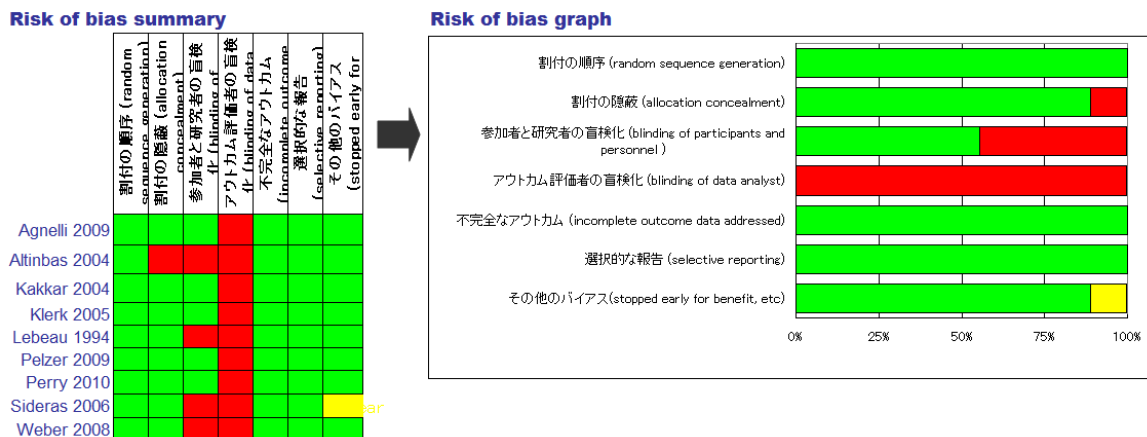 Risk of bias summary
Risk of bias graph
割付の順序 (random
sequence generation)
割付の隠蔽 (allocation
concealment)
参加者と研究者の盲検
化 (blinding of
アウトカム評価者の盲検
化 (blinding of data
不完全なアウトカム
(incomplete outcome
選択的な報告
(selective reporting)
その他のバイアス
(stopped early for
Agnelli 2009
Altinbas 2004
Kakkar 2004
Klerk 2005
Lebeau 1994
Pelzer 2009
Perry 2010
Sideras 2006
ar
Weber 2008
割付の順序 (random sequence generation)
割付の隠蔽 (allocation concealment)
参加者と研究者の盲検化 (blinding of participants and
personnel )
アウトカム評価者の盲検化 (blinding of data analyst)
不完全なアウトカム (incomplete outcome data addressed)
選択的な報告 (selective reporting)
その他のバイアス(stopped early for benefit, etc)
0% 25% 50% 75% 100%